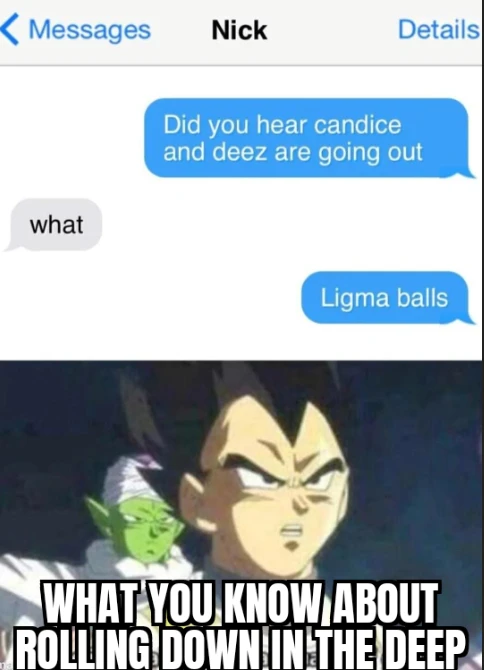 Messages Nick Details
Did you hear candice
and deez are going out
what
Ligma balls
WHAT YOU KNOW ABOUT
ROLLING DOWN IN THE DEEP